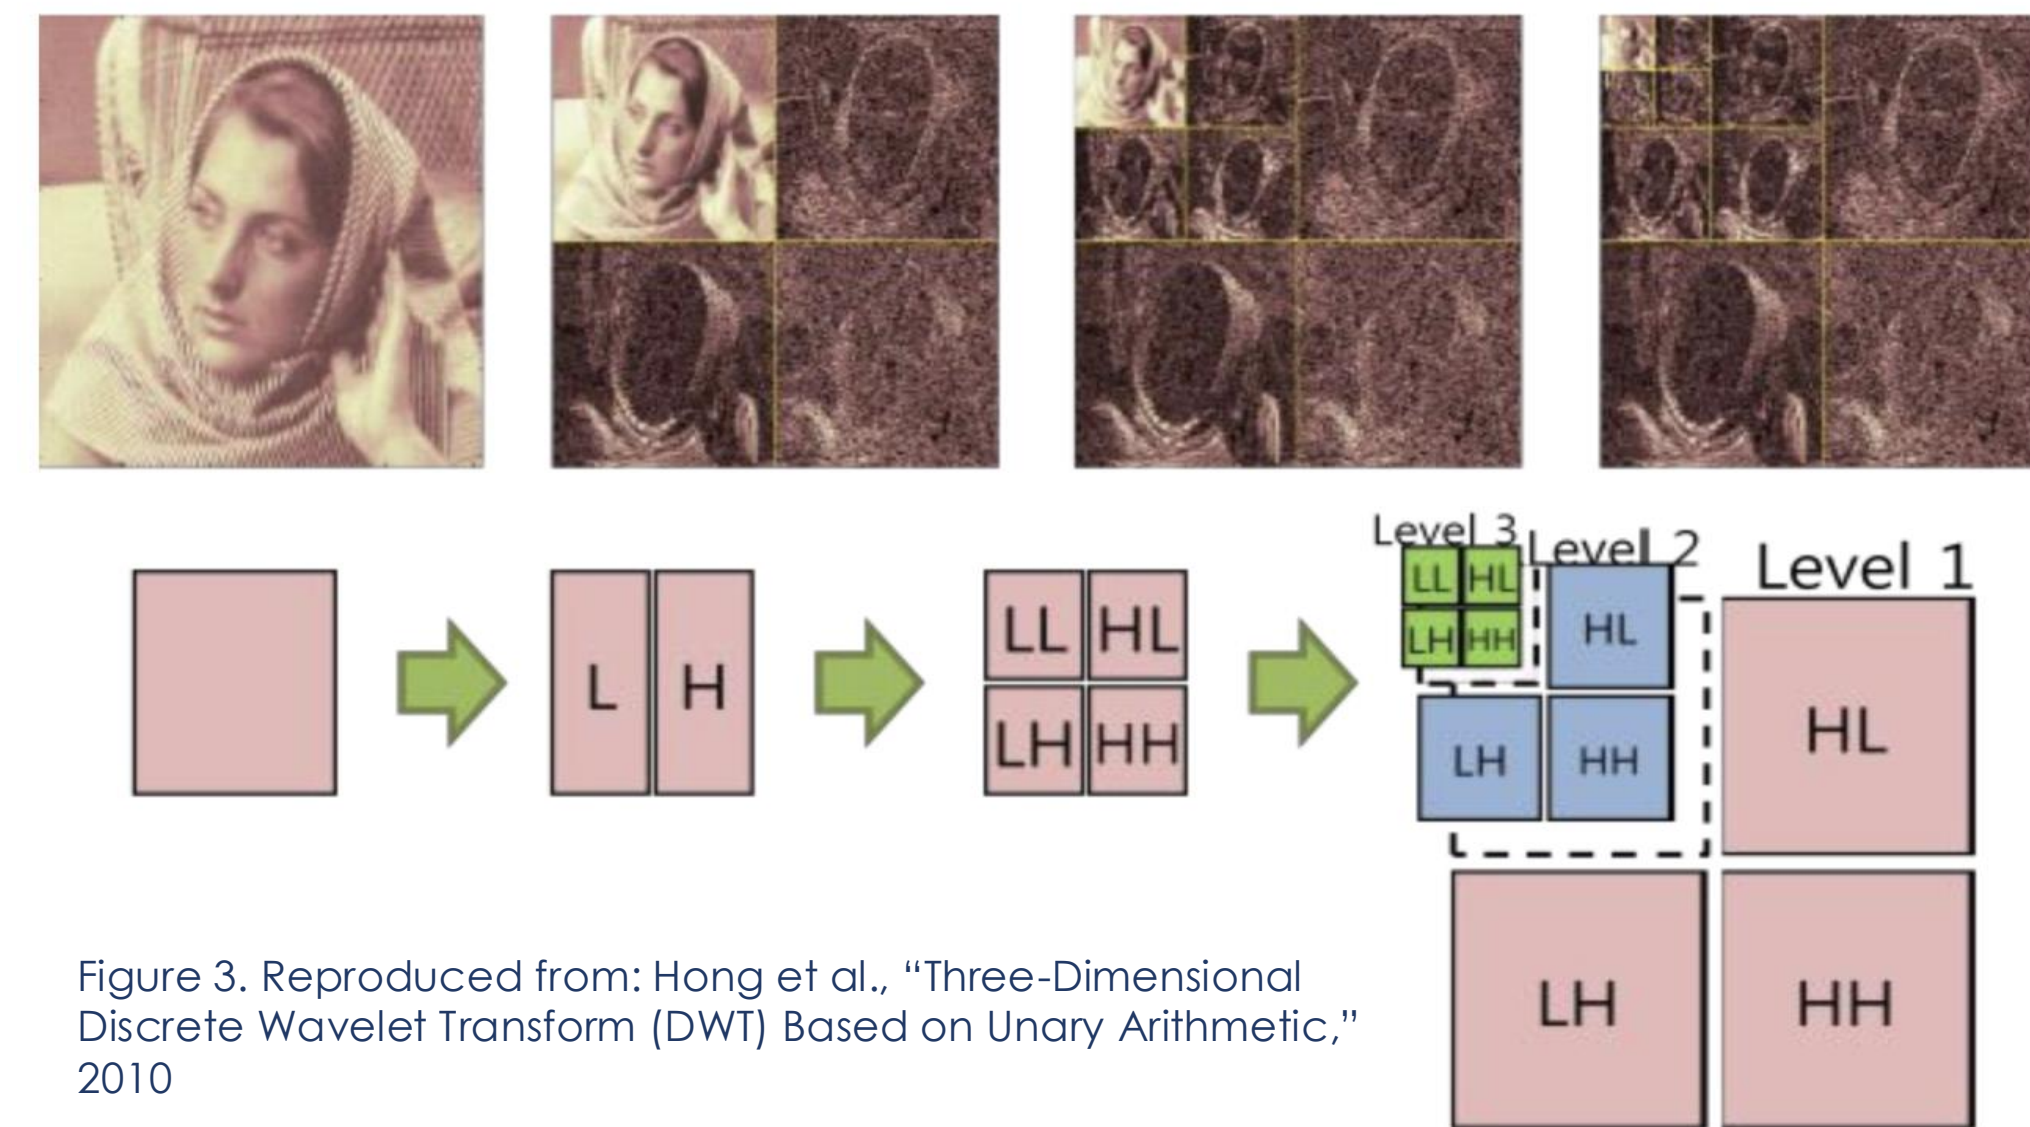 Level 3
Level 2
Level 1
LL HL
LH HH
HL
LH HH
HL
LH HH
L H
LL HL
LH HH
Figure 3. Reproduced from: Hong et al., “Three-Dimensional
Discrete Wavelet Transform (DWT) Based on Unary Arithmetic,”
2010